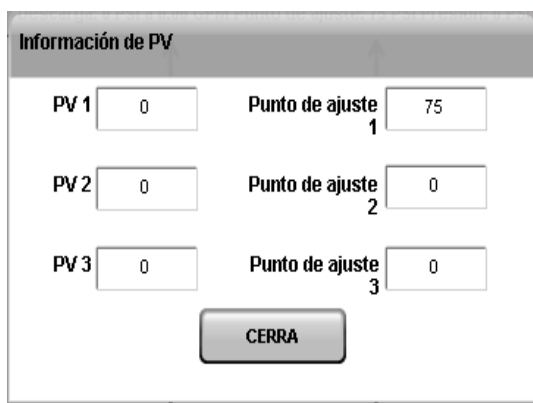 Información de PV
PV 1 0 Punto de ajuste 1 75
PV 2 0 Punto de ajuste 2 0
PV 3 0 Punto de ajuste 3 0
CERRA